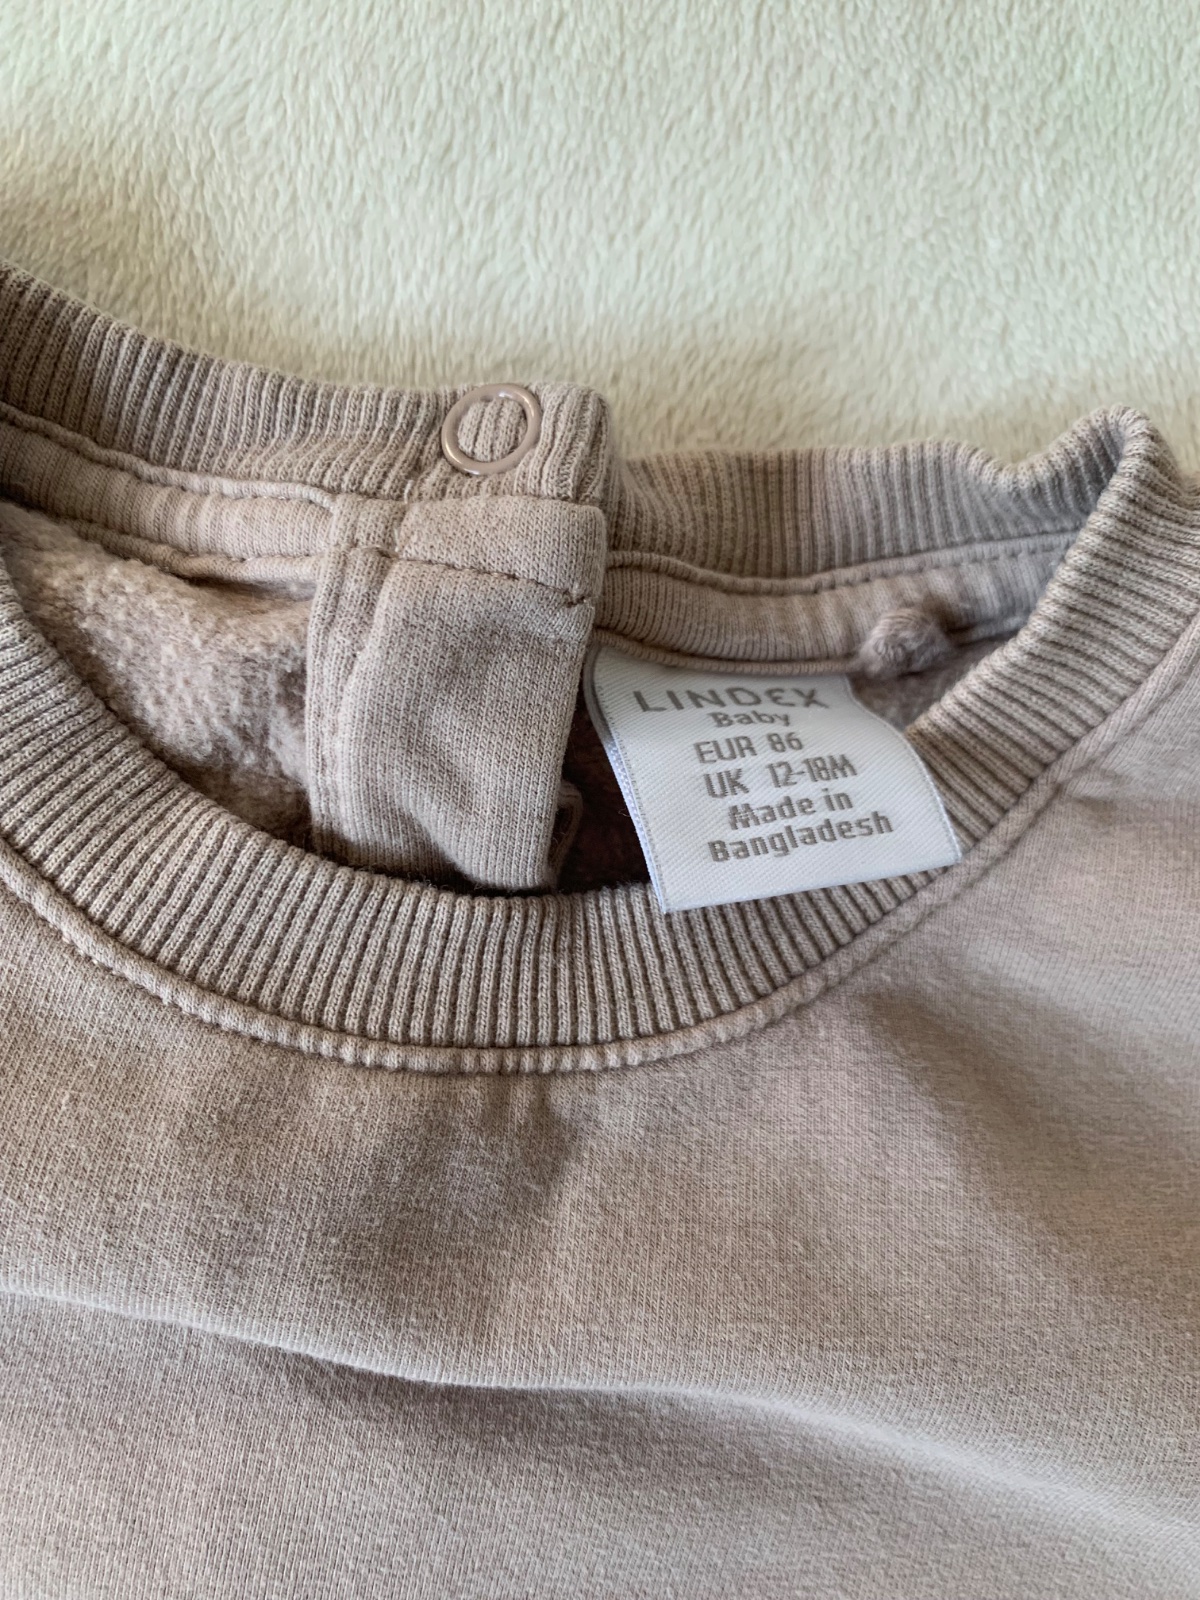 LINDEX
Baby
EUR 86
UK 12-18M
Made in
Bangladesh